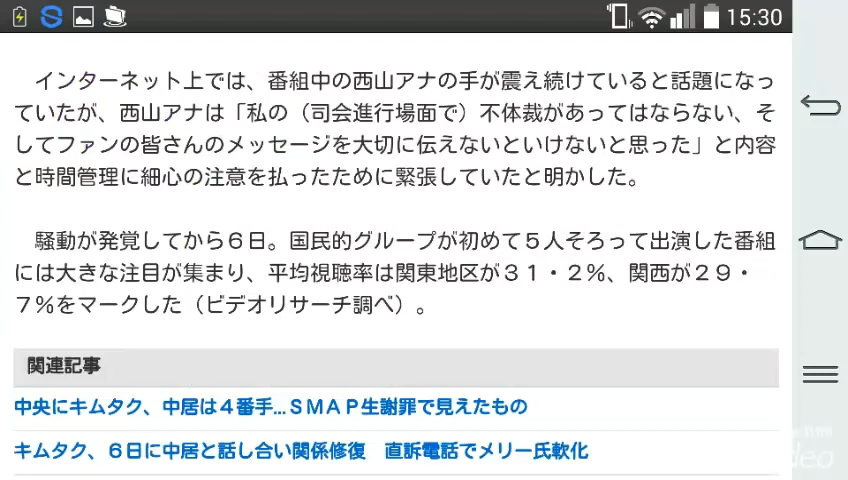 15:30
インターネット上では、番組中の西山アナの手が震え続けていると話題になっ
ていたが、西山アナは「私の（司会進行場面で）不体裁があってはならない、そ
してファンの皆さんのメッセージを大切に伝えないといけないと思った」と内容
と時間管理に細心の注意を払ったために緊張していたと明かした。
騒動が発覚してから６日。国民的グループが初めて５人そろって出演した番組
には大きな注目が集まり、平均視聴率は関東地区が３１・２％、関西が２９・
７％をマークした（ビデオリサーチ調べ）。
関連記事
中央にキムタク、中居は４番手…ＳＭＡＰ生謝罪で見えたもの
キムタク、６日に中居と話し合い関係修復　直訴電話でメリー氏軟化